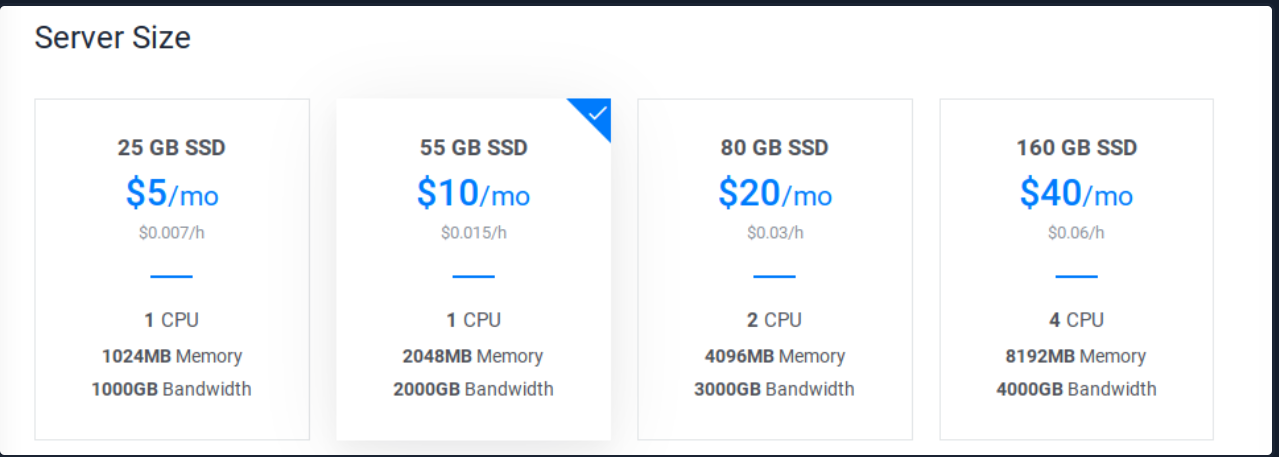 Server Size
25 GB SSD
$5/mo
$0.007/h
1 CPU
1024MB Memory
1000GB Bandwidth
55 GB SSD
$10/mo
$0.015/h
1 CPU
2048MB Memory
2000GB Bandwidth
80 GB SSD
$20/mo
$0.03/h
2 CPU
4096MB Memory
3000GB Bandwidth
160 GB SSD
$40/mo
$0.06/h
4 CPU
8192MB Memory
4000GB Bandwidth